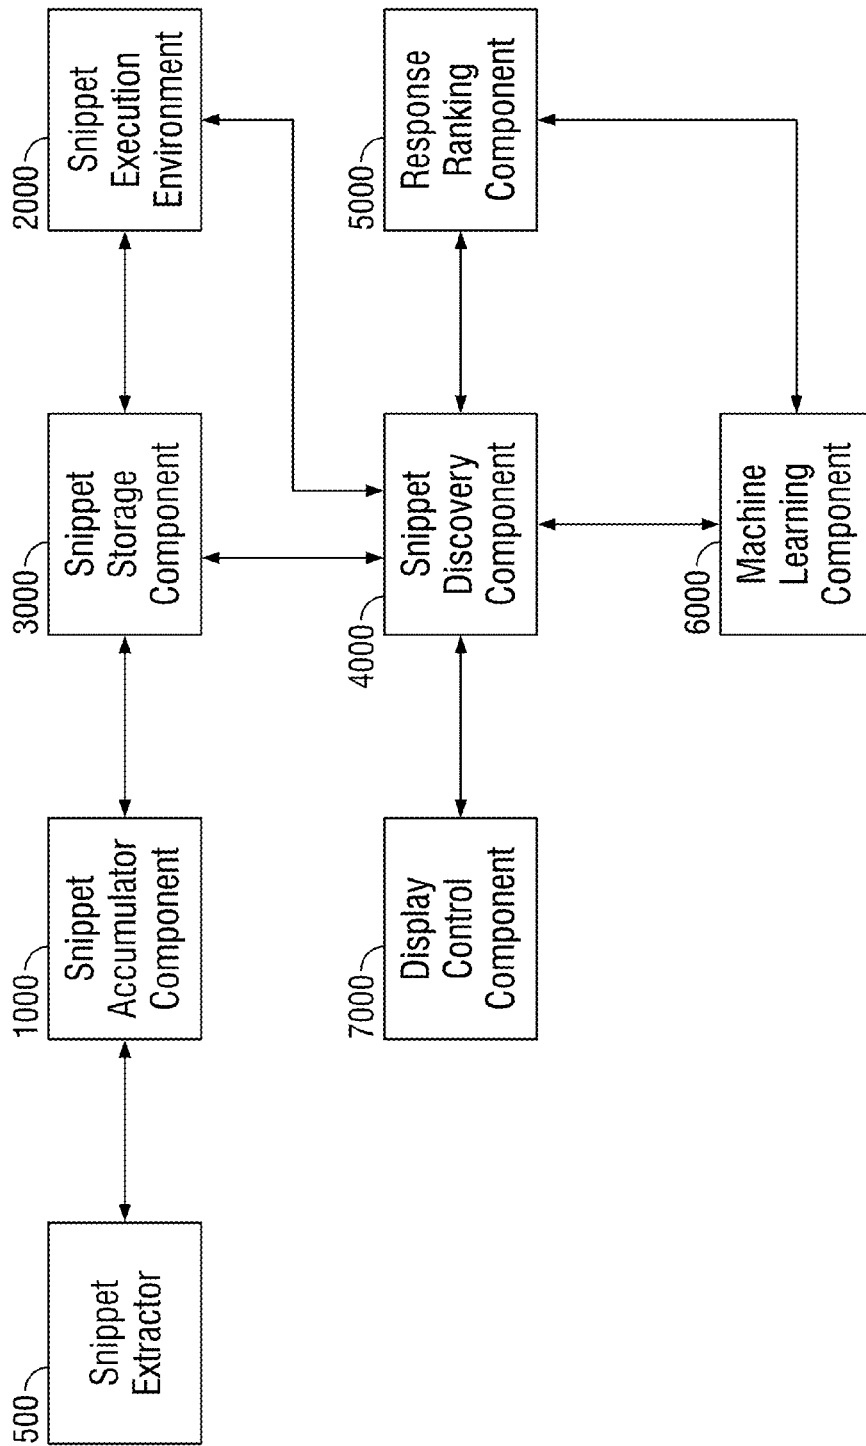 500
Snippet
Extractor
1000
Snippet
Accumulator
Component
3000
Snippet
Storage
Component
2000
Snippet
Execution
Environment
7000
Display
Control
Component
4000
Snippet
Discovery
Component
5000
Response
Ranking
Component
6000
Machine
Learning
Component